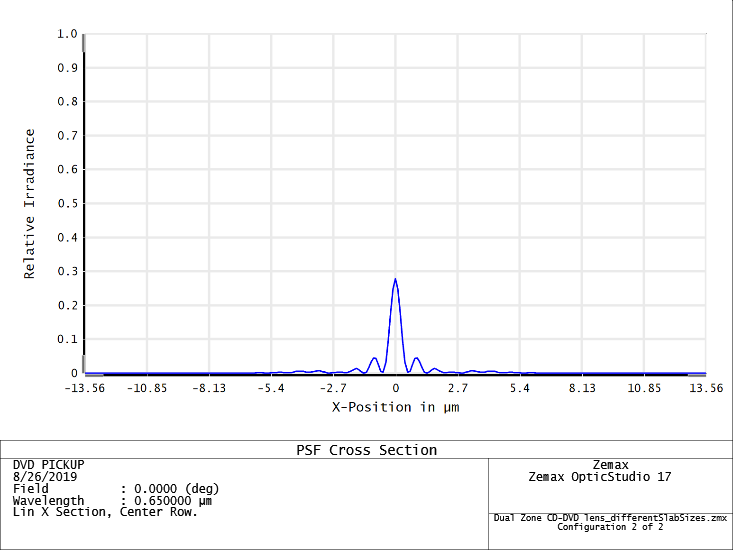 1.0
0.9
0.8
0.7
0.6
0.5
0.4
0.3
0.2
0.1
0
Relative Irradiance
-13.56 -10.85 -8.13 -5.4 -2.7 0 2.7 5.4 8.13 10.85 13.56
X-Position in µm
PSF Cross Section
DVD PICKUP
8/26/2019
Field : 0.0000 (deg)
Wavelength : 0.650000 µm
Lin X Section, Center Row.
Zemax
Zemax OpticStudio 17
Dual Zone CD-DVD lens_differentSlabSizes.zmx
Configuration 2 of 2